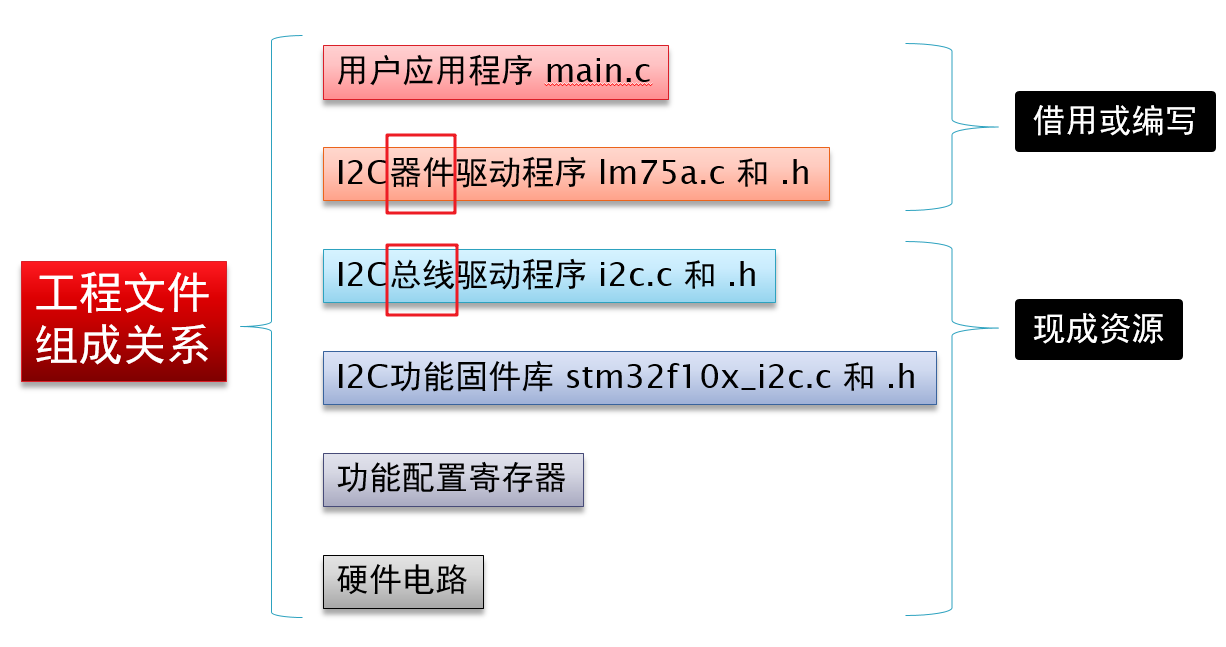 工程文件
组成关系
用户应用程序 main.c
I2C器件驱动程序 lm75a.c 和 .h
I2C总线驱动程序 i2c.c 和 .h
I2C功能固件库 stm32f10x_i2c.c 和 .h
功能配置寄存器
硬件电路
借用或编写
现成资源